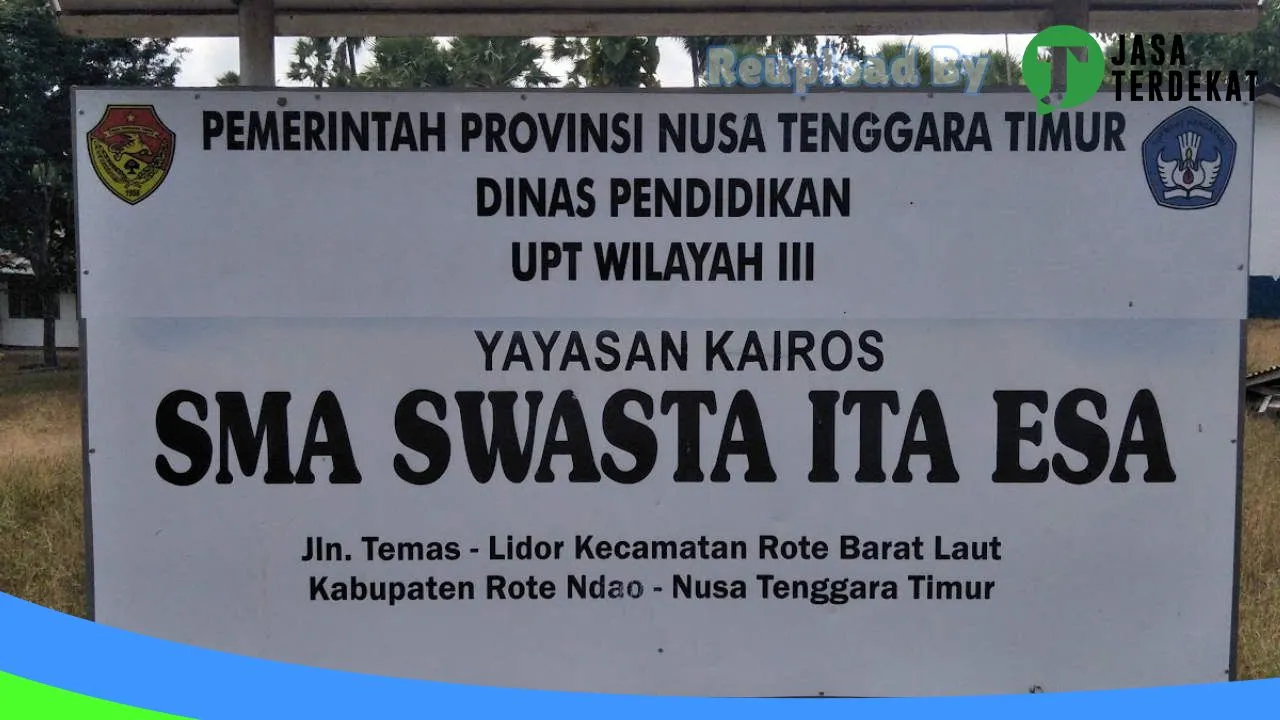 Reupload By
JASA
TERDEKAT
PEMERINTAH PROVINSI NUSA TENGGARA TIMUR
DINAS PENDIDIKAN
UPT WILAYAH III
YAYASAN KAIROS
SMA SWASTA ITA ESA
Jln. Temas - Lidor Kecamatan Rote Barat Laut
Kabupaten Rote Ndao - Nusa Tenggara Timur